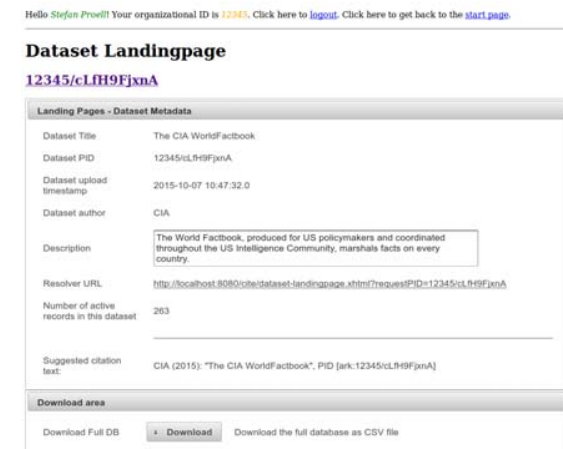 Hello Stefan Proell! Your organizational ID is 12345. Click here to logout. Click here to get back to the start page.
Dataset Landingpage
12345/cLfH9FjxnA
Landing Pages - Dataset Metadata
Dataset Title The CIA WorldFactbook
Dataset PID 12345/cLfH9FjxnA
Dataset upload
timestamp 2015-10-07 10:47:32.0
Dataset author CIA
Description The World Factbook, produced for US policymakers and coordinated
throughout the US Intelligence Community, marshals facts on every
country.
Resolver URL http://localhost:8080/cite/dataset-landingpage.xhtml?requestPID=12345/cLfH9FjxnA
Number of active
records in this dataset 263
Suggested citation
text: CIA (2015): "The CIA WorldFactbook", PID [ark:12345/cLfH9FjxnA]
Download area
Download Full DB Download Download the full database as CSV file